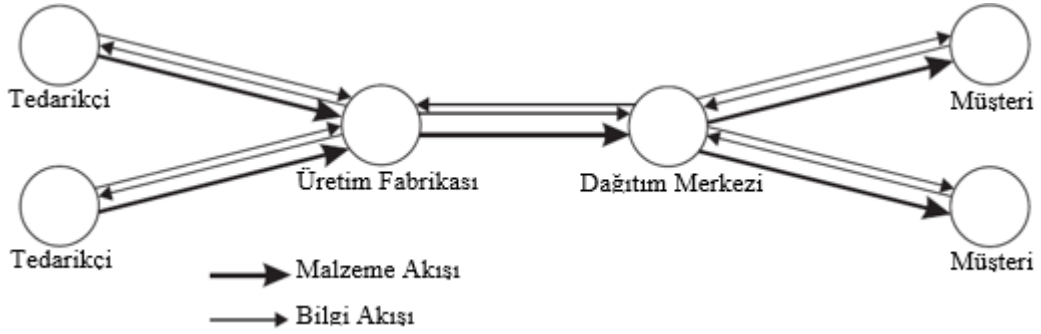 Tedarikçi
Müşteri
Üretim Fabrikası
Dağıtım Merkezi
Tedarikçi
Müşteri
Malzeme Akışı
Bilgi Akışı